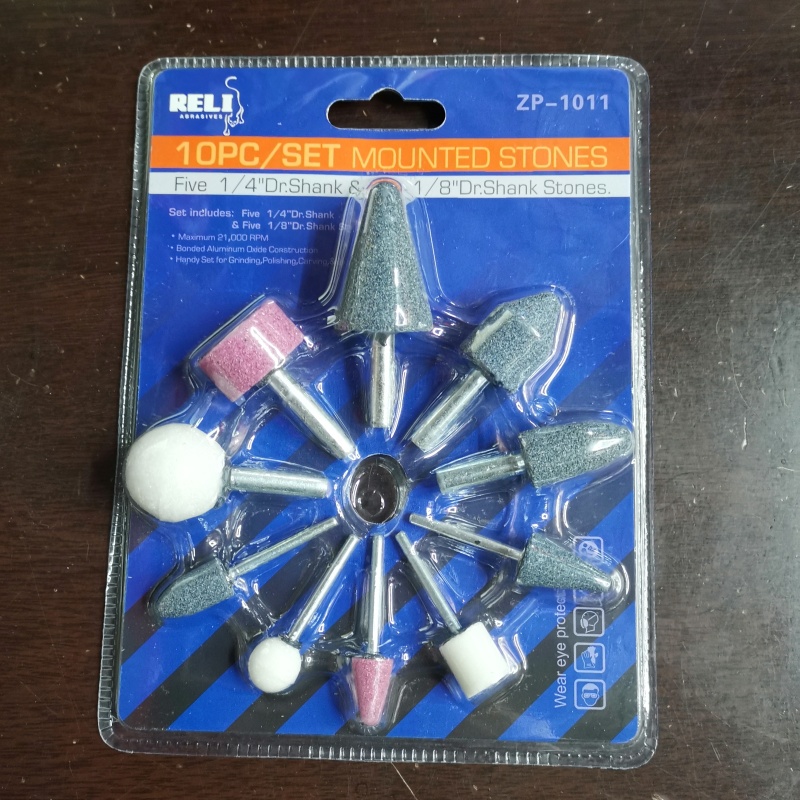 RELI
ABRASIVES
ZP-1011
10PC/SET MOUNTED STONES
Five 1/4"Dr.Shank & 1/8"Dr.Shank Stones.
Set includes: Five 1/4"Dr.Shank
& Five 1/8"Dr.Shank
* Maximum 21,000 RPM
* Bonded Aluminum Oxide Construction
* Handy Set for Grinding,Polishing,Carving,&
Wear eye